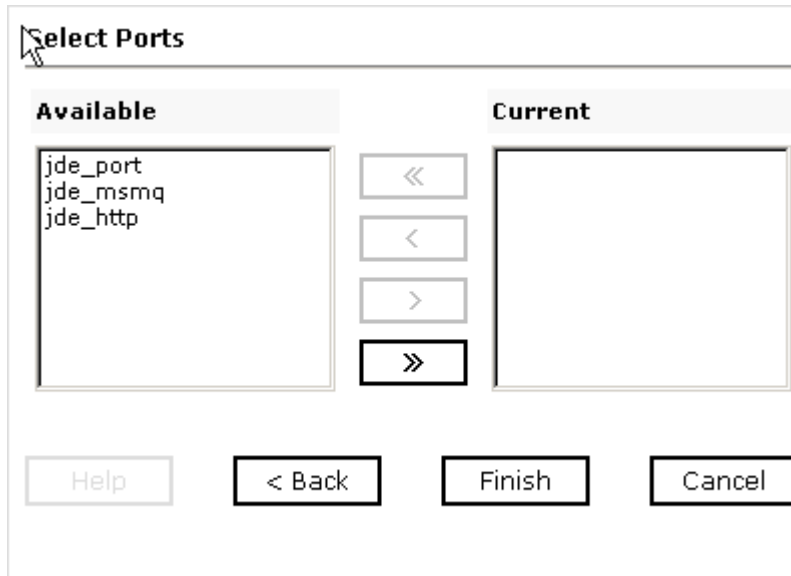 Select Ports
Available Current
jde_port
jde_msmq
jde_http
<<
<
>
>>
Help < Back Finish Cancel